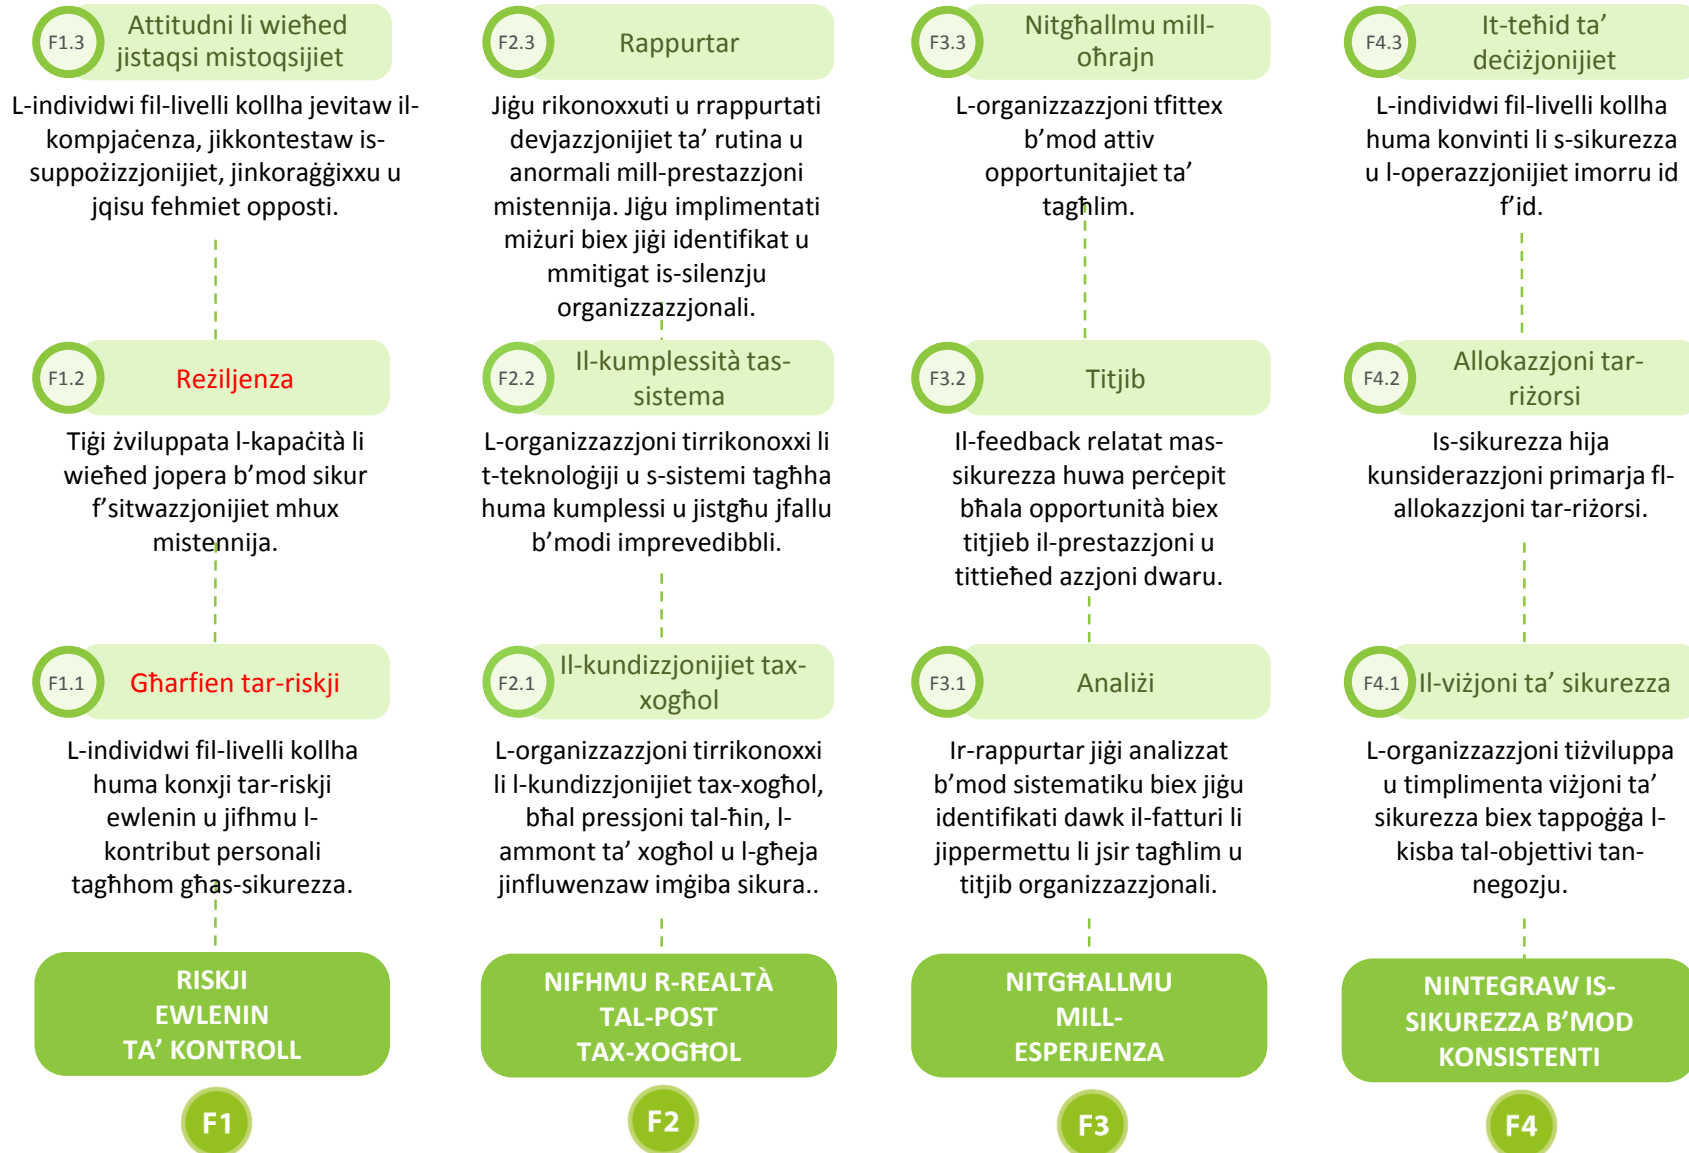 F1.3
Attitudni li wieħed
jistaqsi mistoqsijiet
L-individwi fil-livelli kollha jevitaw il-
kompjaċenza, jikkontestaw is-
suppożizzjonijiet, jinkoraġġixxu u
jqisu fehmiet opposti.
F1.2
Reżiljenza
Tiġi żviluppata l-kapaċità li
wieħed jopera b’mod sikur
f’sitwazzjonijiet mhux
mistennija.
F1.1
Għarfien tar-riskji
L-individwi fil-livelli kollha
huma konxji tar-riskji
ewlenin u jifhmu l-
kontribut personali
tagħhom għas-sikurezza.
RISKJI
EWLENIN
TA’ KONTROLL
F1
F2.3
Rappurtar
Jiġu rikonoxxuti u rrappurtati
devjazzjonijiet ta’ rutina u
anormali mill-prestazzjoni
mistennija. Jiġu implimentati
miżuri biex jiġi identifikat u
mmitigat is-silenzju
organizzazzjonali.
F2.2
Il-kumplessità tas-
sistema
L-organizzazzjoni tirrikonoxxi li
t-teknoloġiji u s-sistemi tagħha
huma kumplessi u jistgħu jfallu
b’modi imprevedibbli.
F2.1
Il-kundizzjonijiet tax-
xogħol
L-organizzazzjoni tirrikonoxxi
li l-kundizzjonijiet tax-xogħol,
bħal pressjoni tal-ħin, l-
ammont ta’ xogħol u l-għeja
jinfluwenzaw imġiba sikura..
NIFHMU R-REALTÀ
TAL-POST
TAX-XOGĦOL
F2
F3.3
Nitgħallmu mill-
oħrajn
L-organizzazzjoni tfittex
b’mod attiv
opportunitajiet ta’
tagħlim.
F3.2
Titjib
Il-feedback relatat mas-
sikurezza huwa perċepit
bħala opportunità biex
titjieb il-prestazzjoni u
tittieħed azzjoni dwaru.
F3.1
Analiżi
Ir-rappurtar jiġi analizzat
b’mod sistematiku biex jiġu
identifikati dawk il-fatturi li
jippermettu li jsir tagħlim u
titjib organizzazzjonali.
NITGĦALLMU
MILL-
ESPERJENZA
F3
F4.3
It-teħid ta’
deċiżjonijiet
L-individwi fil-livelli kollha
huma konvinti li s-sikurezza
u l-operazzjonijiet imorru id
f’id.
F4.2
Allokazzjoni tar-
riżorsi
Is-sikurezza hija
kunsiderazzjoni primarja fl-
allokazzjoni tar-riżorsi.
F4.1
Il-viżjoni ta’ sikurezza
L-organizzazzjoni tiżviluppa
u timplimenta viżjoni ta’
sikurezza biex tappoġġa l-
kisba tal-objettivi tan-
negozju.
NINTEGRAW IS-
SIKUREZZA B’MOD
KONSISTENTI
F4